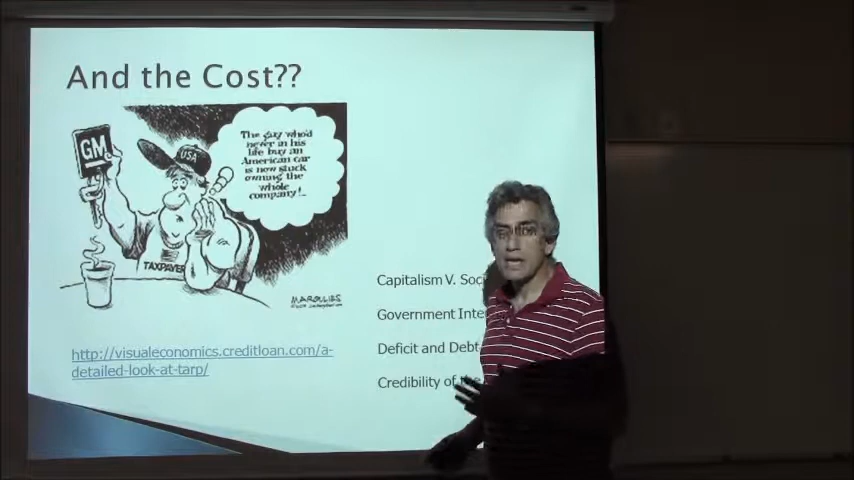 And the Cost??
GM
USA
The guy who'd
never in his
life buy an
American car
is now stuck
owning the
whole
company!..
TAXPAYER
MARGULIES
Capitalism V.
Government
Deficit and Debt
Credibility of the
http://visualeconomics.creditloan.com/a-
detailed-look-at-tarp/